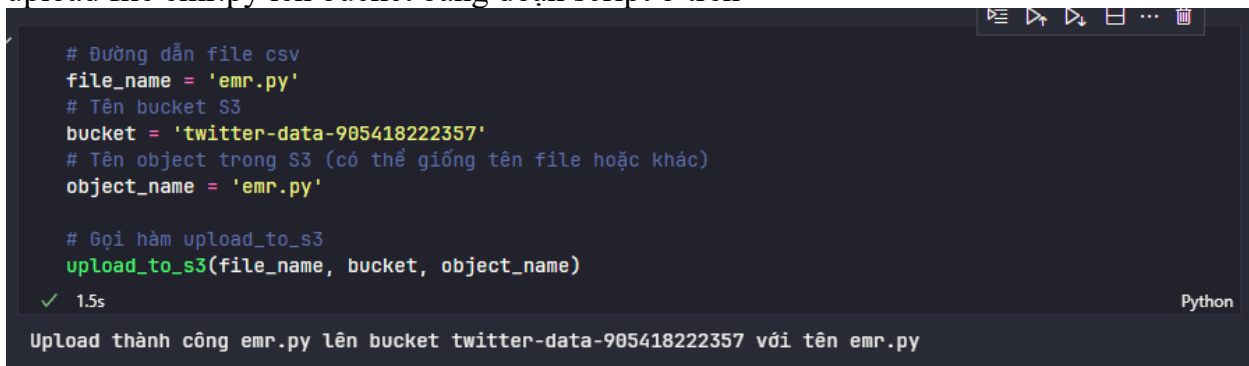 upload file emr.py lên bucket bằng đoạn script ở trên
# Đường dẫn file csv
file_name = 'emr.py'
# Tên bucket S3
bucket = 'twitter-data-905418222357'
# Tên object trong S3 (có thể giống tên file hoặc khác)
object_name = 'emr.py'
# Gọi hàm upload_to_s3
upload_to_s3(file_name, bucket, object_name)
1.5s
Python
Upload thành công emr.py lên bucket twitter-data-905418222357 với tên emr.py